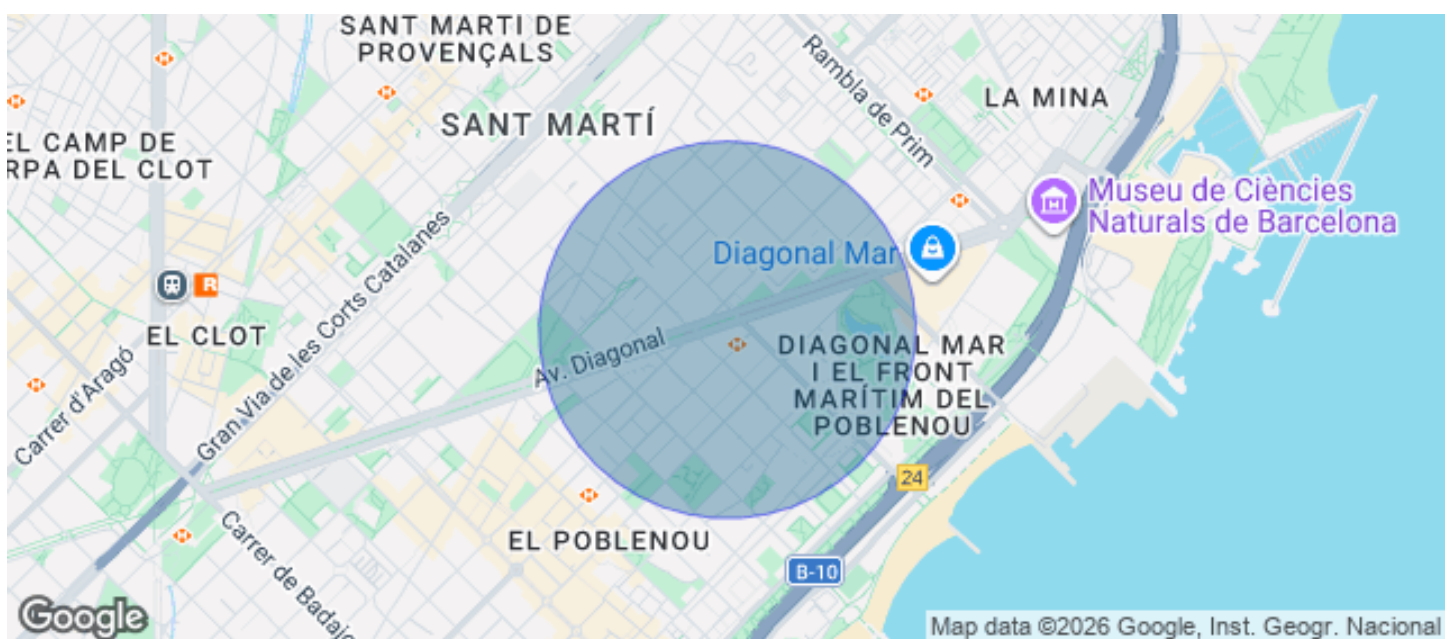 SANT MARTÍ DE
PROVENÇALS
Rambla de Prim
LA MINA
SANT MARTÍ
EL CAMP DE
RPA DEL CLOT
Museu de Ciències
Naturals de Barcelona
Diagonal Mar
Gran Via de les Corts Catalanes
R
EL CLOT
Av. Diagonal
DIAGONAL MAR
I EL FRONT
MARÍTIM DEL
POBLENOU
Carrer d'Aragó
24
EL POBLENOU
Carrer de Badajo
B-10
Google
Map data ©2026 Google, Inst. Geogr. Nacional